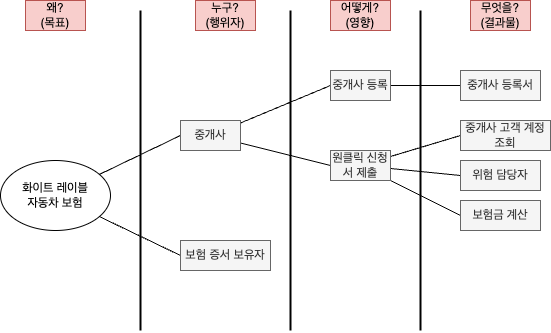 왜?
(목표)
누구?
(행위자)
어떻게?
(영향)
무엇을?
(결과물)
중개사 등록
중개사 등록서
중개사
중개사 고객 계정
조회
원클릭 신청
서 제출
위험 담당자
화이트 레이블
자동차 보험
보험금 계산
보험 증서 보유자